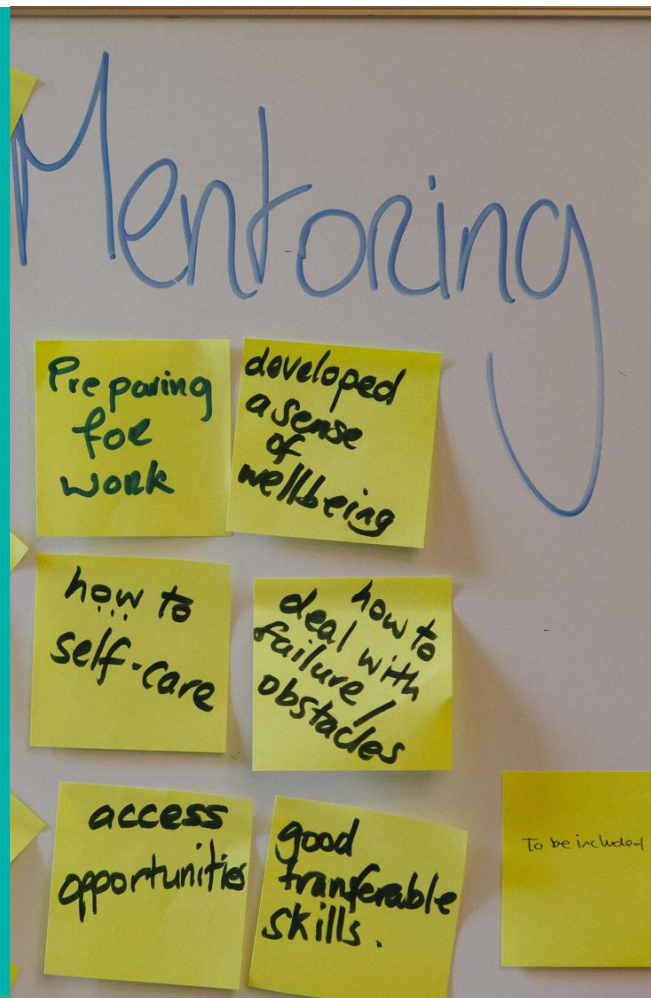 Mentoring
Preparing
for
work
developed
a sense
of
wellbeing
how to
self-care
how to
deal with
failure /
obstacles
access
opportunities
good
tranferable
skills.
To be included